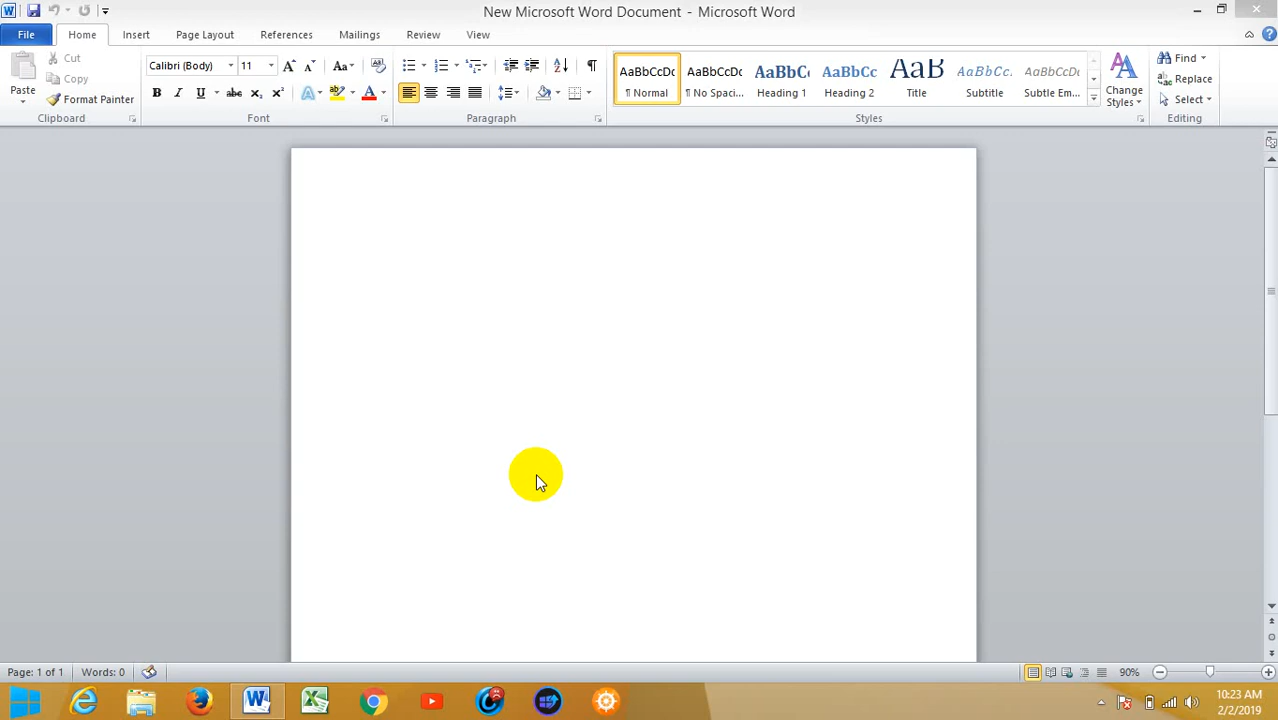 New Microsoft Word Document - Microsoft Word
File Home Insert Page Layout References Mailings Review View
Paste
Cut
Copy
Format Painter
Clipboard
Calibri (Body) 11
Font
Paragraph
AaBbCcDc AaBbCcDc AaBbC AaBbCc AaB AaBbCc. AaBbCcDc
¶ Normal ¶ No Spaci... Heading 1 Heading 2 Title Subtitle Subtle Em...
Styles
Change
Styles
Find
Replace
Select
Editing
Page: 1 of 1 Words: 0 90%
10:23 AM
2/2/2019